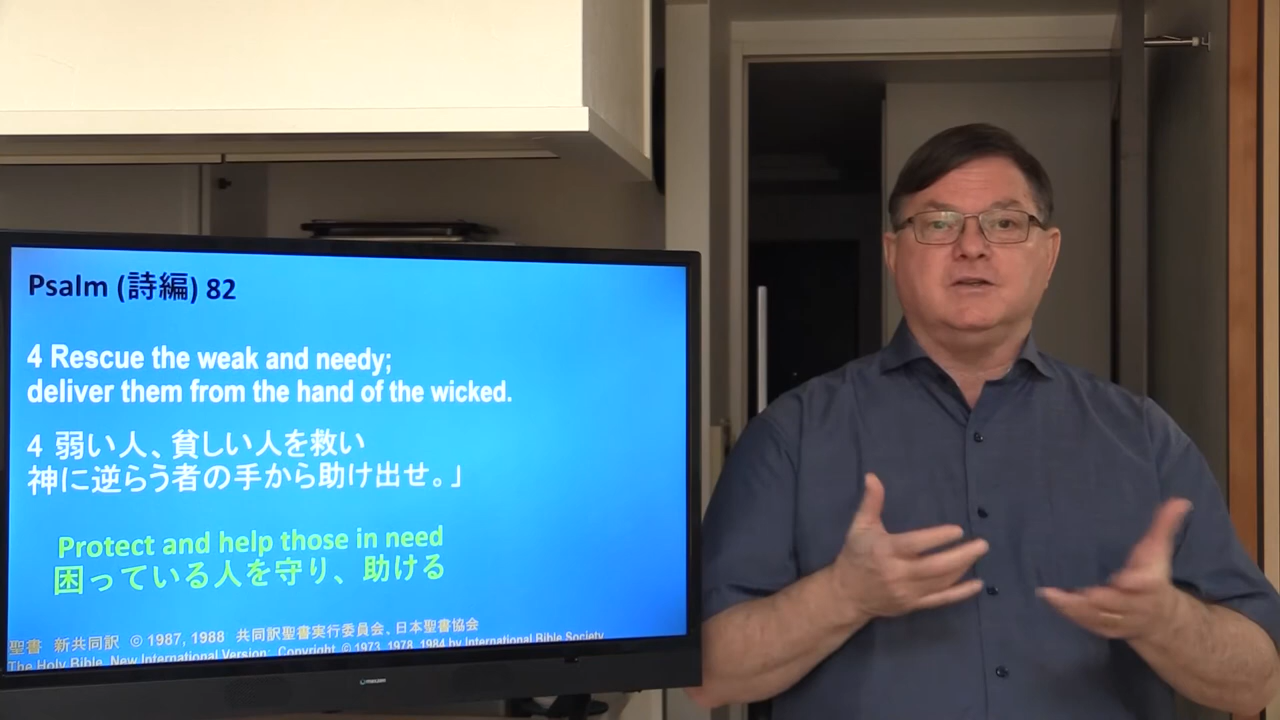 Psalm (詩編) 82
4 Rescue the weak and needy;
deliver them from the hand of the wicked.
4 弱い人、貧しい人を救い
神に逆らう者の手から助け出せ。」
Protect and help those in need
困っている人を守り、助ける
聖書 新共同訳 © 1987, 1988 共同訳聖書実行委員会、日本聖書協会
The Holy Bible, New International Version; Copyright © 1973, 1978, 1984 by International Bible Society